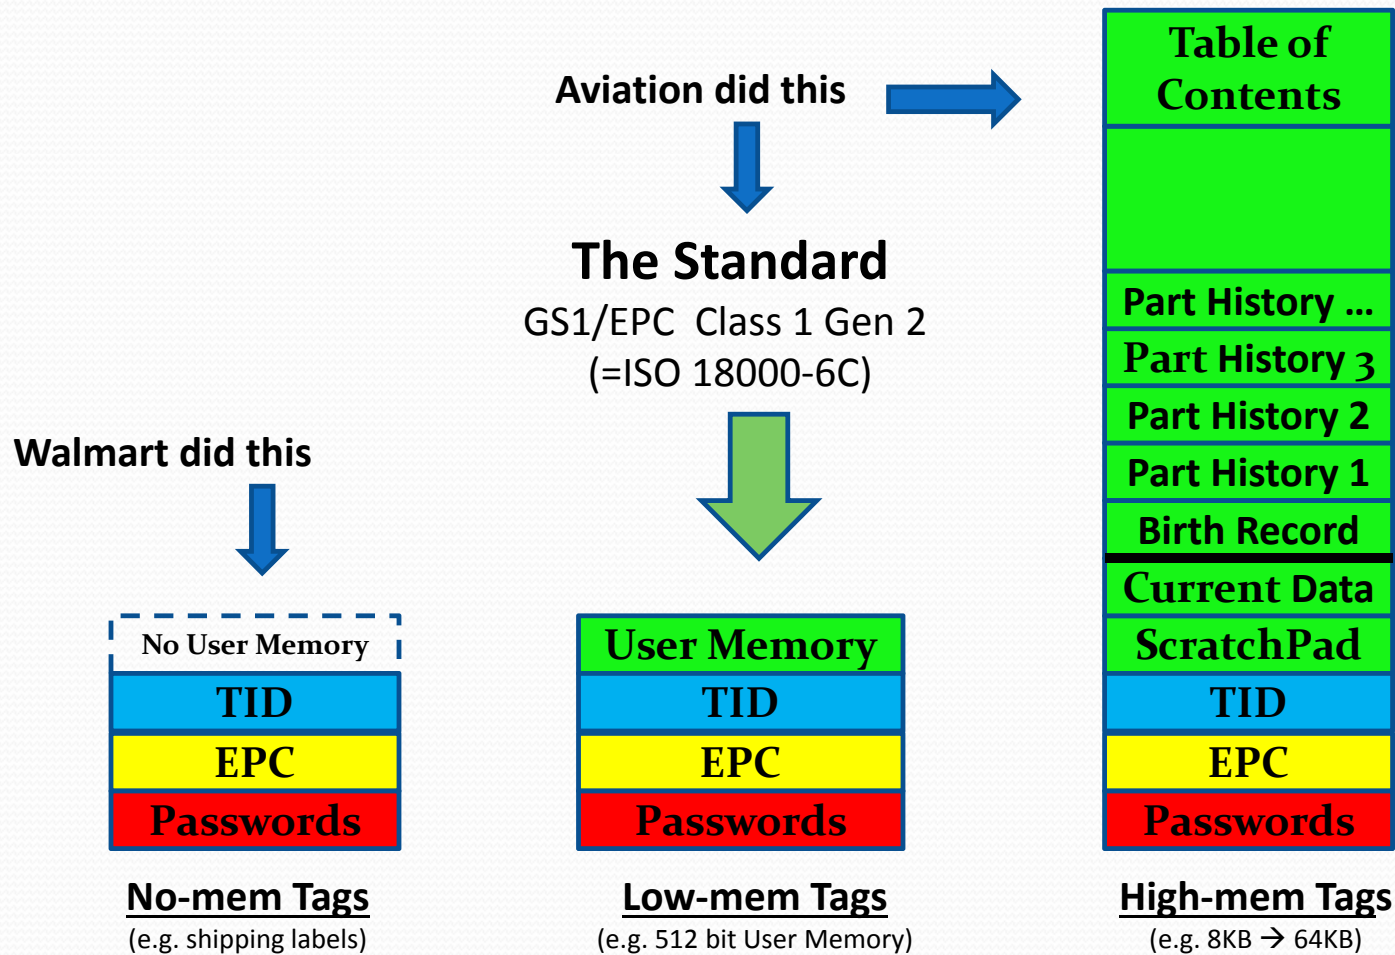 Aviation did this
The Standard
GS1/EPC Class 1 Gen 2
(=ISO 18000-6C)
Walmart did this
No User Memory
TID
EPC
Passwords
No-mem Tags
(e.g. shipping labels)
User Memory
TID
EPC
Passwords
Low-mem Tags
(e.g. 512 bit User Memory)
Table of
Contents
Part History ...
Part History 3
Part History 2
Part History 1
Birth Record
Current Data
ScratchPad
TID
EPC
Passwords
High-mem Tags
(e.g. 8KB → 64KB)